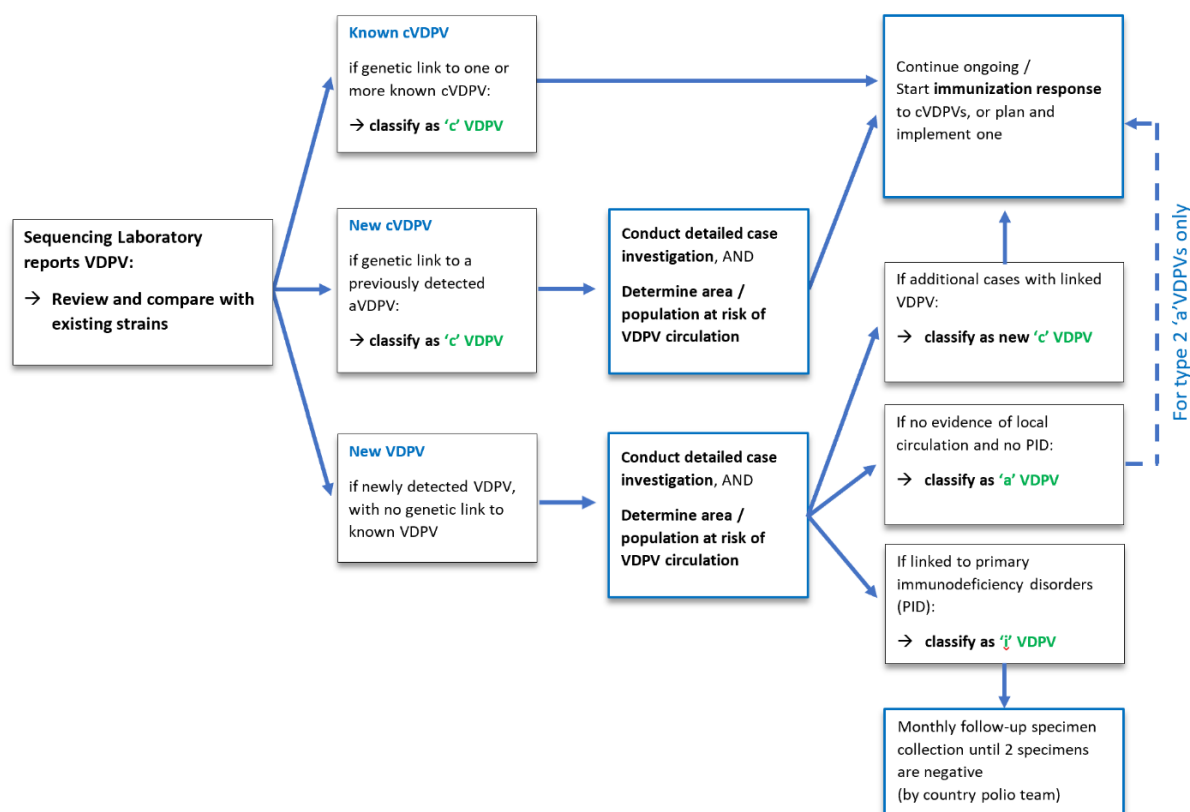 Sequencing Laboratory
reports VDPV:
→ Review and compare with
existing strains
Known cVDPV
if genetic link to one or
more known cVDPV:
→ classify as ‘c’ VDPV
New cVDPV
if genetic link to a
previously detected
aVDPV:
→ classify as ‘c’ VDPV
New VDPV
if newly detected VDPV,
with no genetic link to
known VDPV
Conduct detailed case
investigation, AND
Determine area /
population at risk of
VDPV circulation
Conduct detailed case
investigation, AND
Determine area /
population at risk of
VDPV circulation
Continue ongoing /
Start immunization response
to cVDPVs, or plan and
implement one
If additional cases with linked
VDPV:
→ classify as new ‘c’ VDPV
If no evidence of local
circulation and no PID:
→ classify as ‘a’ VDPV
If linked to primary
immunodeficiency disorders
(PID):
→ classify as ‘i’ VDPV
Monthly follow-up specimen
collection until 2 specimens
are negative
(by country polio team)
For type 2 ‘a’VDPVs only